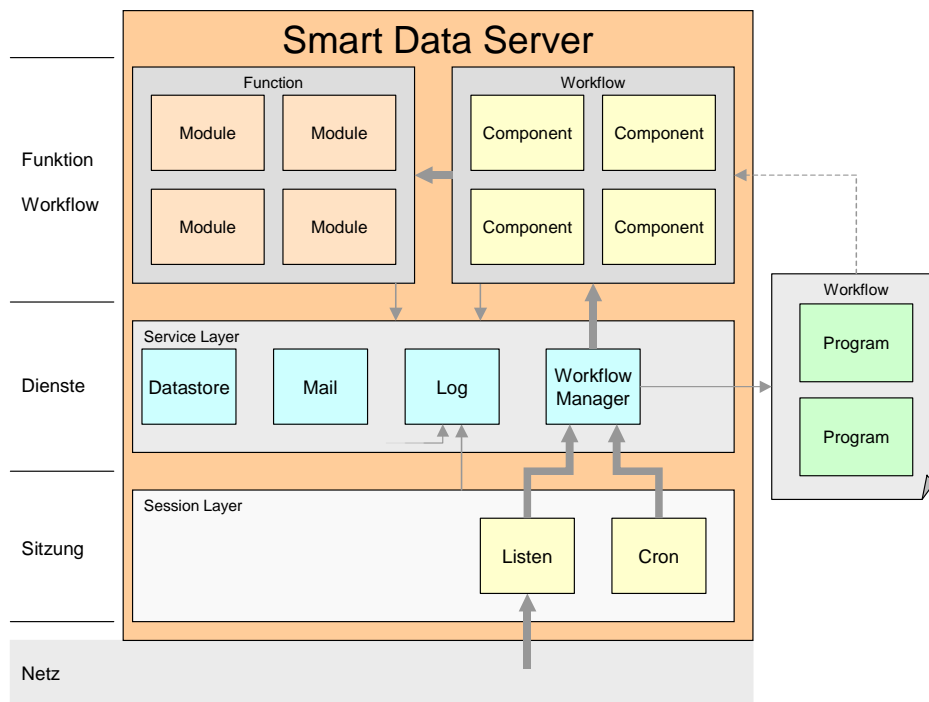 Smart Data Server
Function
Workflow
Module
Module
Component
Component
Funktion
Workflow
Module
Module
Component
Component
Workflow
Program
Service Layer
Dienste
Datastore
Mail
Log
Workflow
Manager
Program
Session Layer
Sitzung
Listen
Cron
Netz